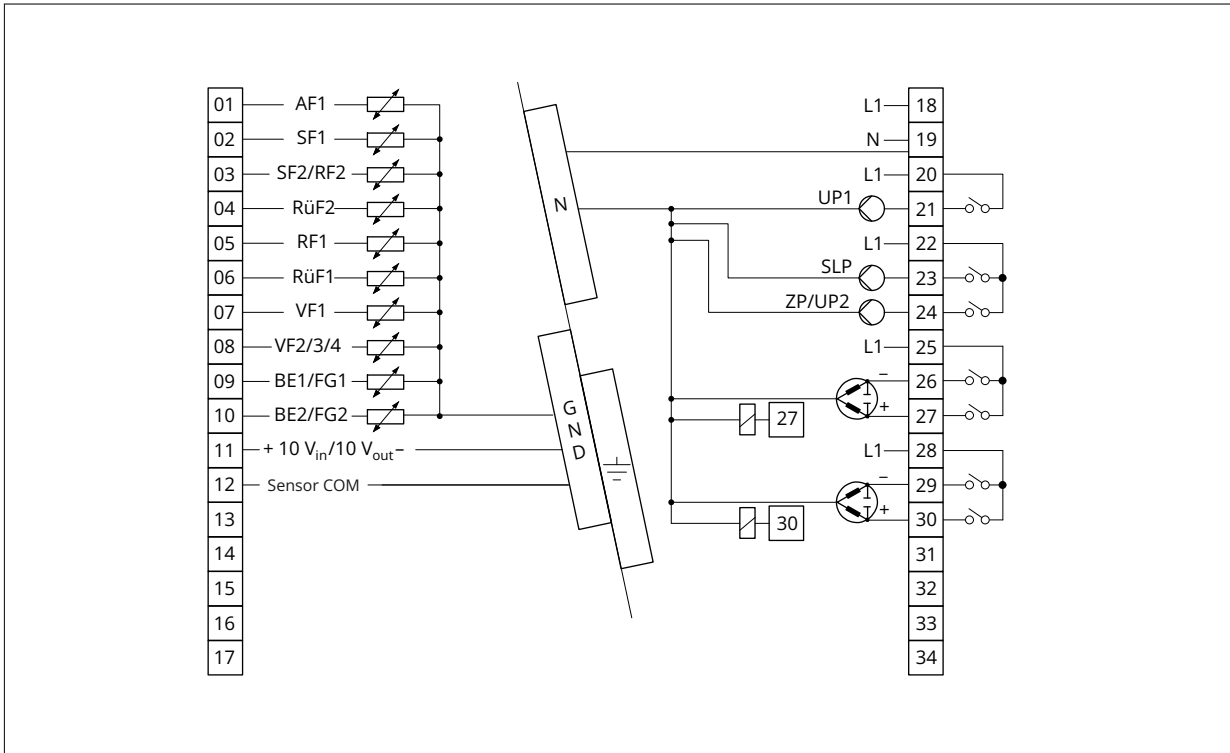 01 AF1
02 SF1
03 SF2/RF2
04 RüF2
05 RF1
06 RüF1
07 VF1
08 VF2/3/4
09 BE1/FG1
10 BE2/FG2
11 + 10 Vin/10 Vout–
12 Sensor COM
13
14
15
16
17
N
GND
L1 18
N 19
L1 20
UP1 21
L1 22
SLP 23
ZP/UP2 24
L1 25
– 26
+ 27
27
L1 28
– 29
+ 30
30
31
32
33
34